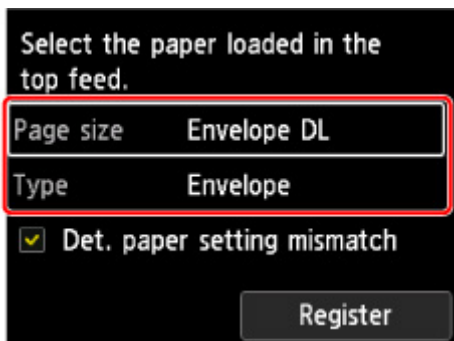 Select the paper loaded in the
top feed.
Page size Envelope DL
Type Envelope
Det. paper setting mismatch
Register